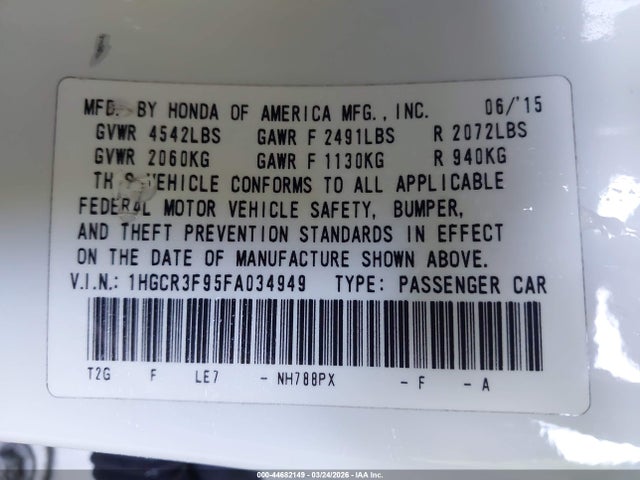 MFD. BY HONDA OF AMERICA MFG., INC. 06/'15
GVWR 4542LBS GAWR F 2491LBS R 2072LBS
GVWR 2060KG GAWR F 1130KG R 940KG
THIS VEHICLE CONFORMS TO ALL APPLICABLE
FEDERAL MOTOR VEHICLE SAFETY, BUMPER,
AND THEFT PREVENTION STANDARDS IN EFFECT
ON THE DATE OF MANUFACTURE SHOWN ABOVE.
V.I.N.: 1HGCR3F95FA034949 TYPE: PASSENGER CAR
T2G F LE7 - NH788PX - F - A
000-44682149 - 03/24/2026 - IAA Inc.